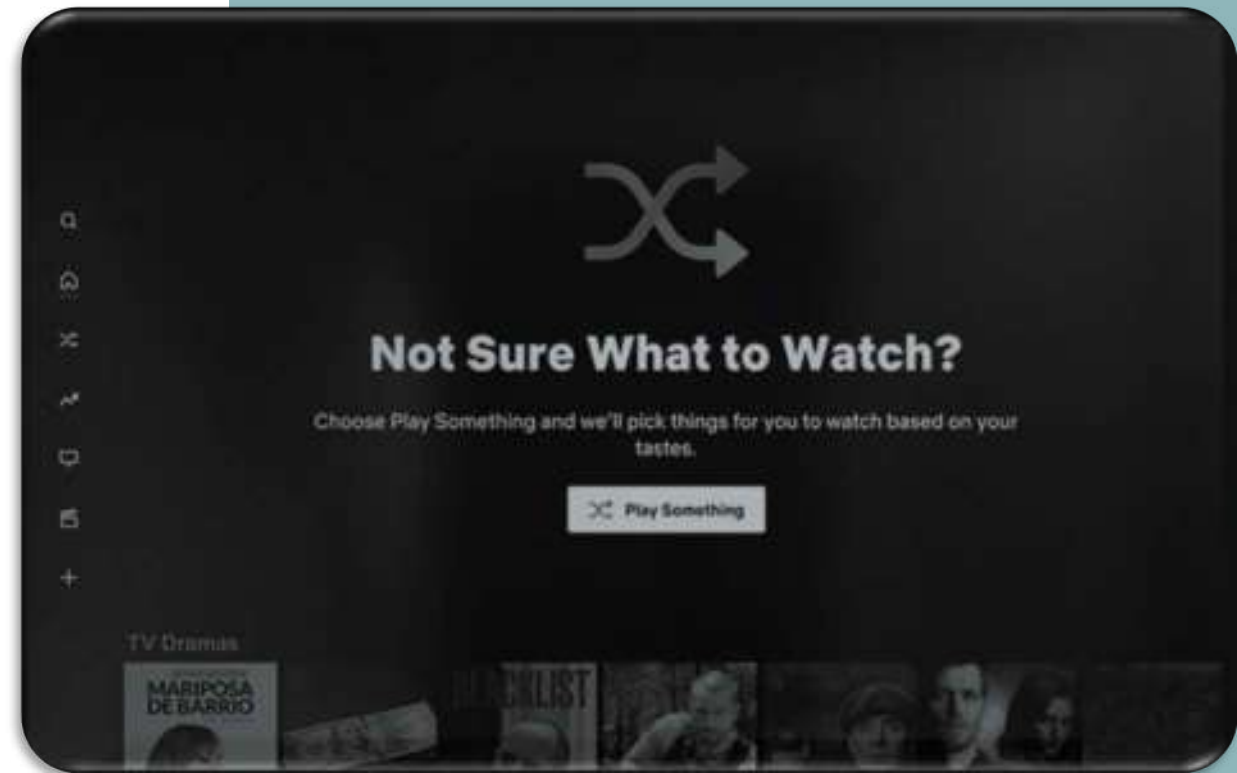 Not Sure What to Watch?
Choose Play Something and we'll pick things for you to watch based on your
tastes.
Play Something
TV Dramas
MARIPOSA
DE BARRIO
CKLIST